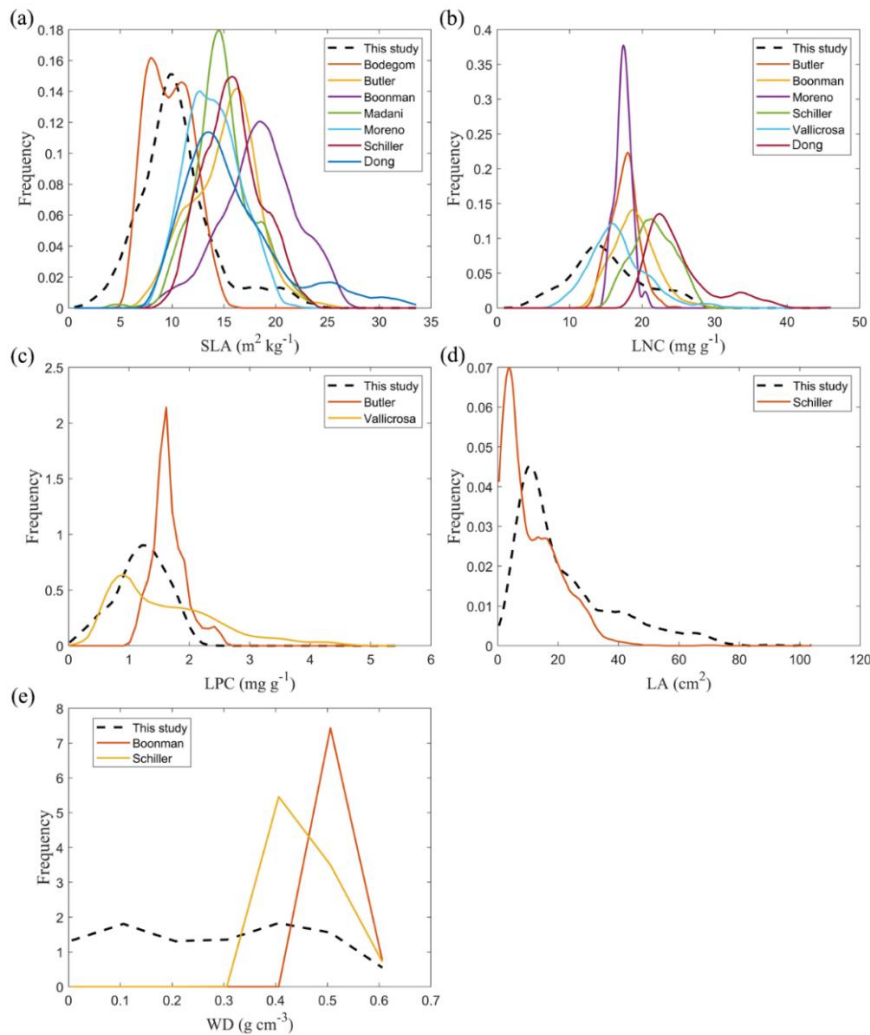 (a)
0.18
0.16
0.14
0.12
0.1
0.08
0.06
0.04
0.02
0
Frequency
This study
Bodegom
Butler
Boonman
Madani
Moreno
Schiller
Dong
0 5 10 15 20 25 30 35
SLA (m² kg⁻¹)
(b)
0.4
0.35
0.3
0.25
0.2
0.15
0.1
0.05
0
Frequency
This study
Butler
Boonman
Moreno
Schiller
Vallicrosa
Dong
0 10 20 30 40 50
LNC (mg g⁻¹)
(c)
2.5
2
1.5
1
0.5
0
Frequency
This study
Butler
Vallicrosa
0 1 2 3 4 5 6
LPC (mg g⁻¹)
(d)
0.07
0.06
0.05
0.04
0.03
0.02
0.01
0
Frequency
This study
Schiller
0 20 40 60 80 100 120
LA (cm²)
(e)
8
7
6
5
4
3
2
1
0
Frequency
This study
Boonman
Schiller
0 0.1 0.2 0.3 0.4 0.5 0.6 0.7
WD (g cm⁻³)